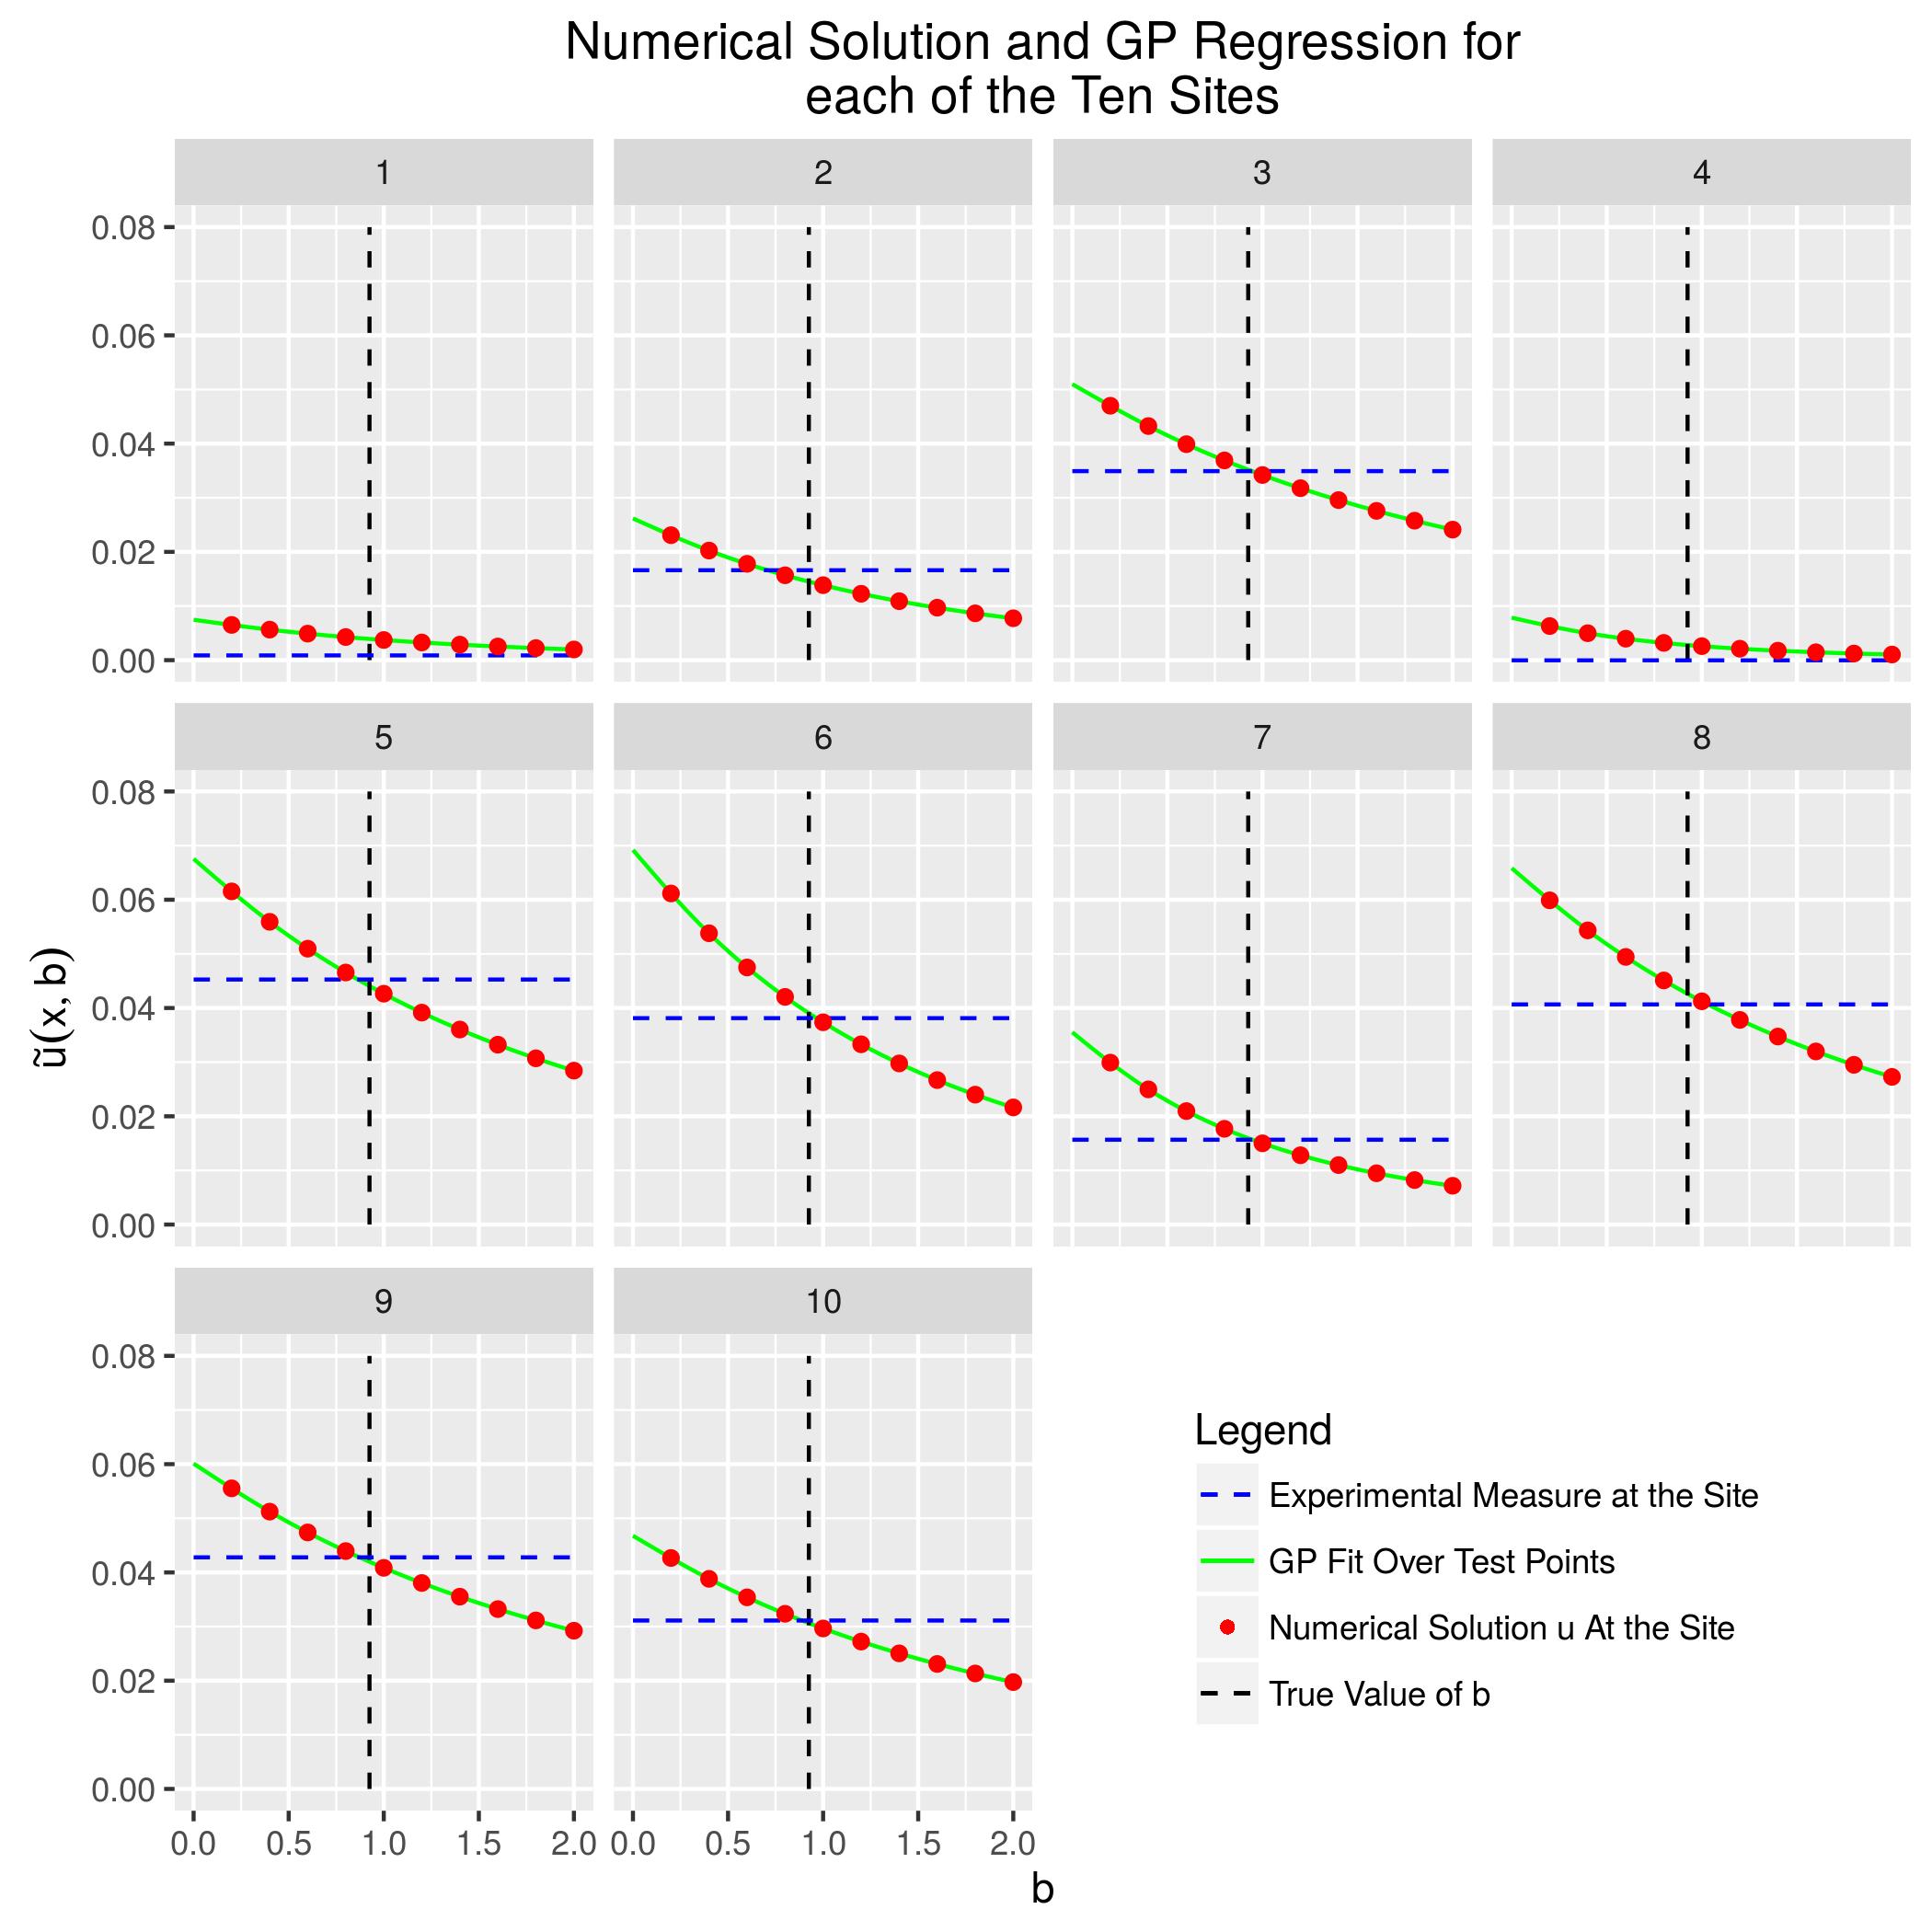 Numerical Solution and GP Regression for
each of the Ten Sites
1 2 3 4
0.08
0.06
0.04
0.02
0.00
5 6 7 8
0.08
0.06
0.04
0.02
0.00
ũ(x, b)
9 10
0.08
0.06
0.04
0.02
0.00
0.0 0.5 1.0 1.5 2.0 0.0 0.5 1.0 1.5 2.0
b
Legend
Experimental Measure at the Site
GP Fit Over Test Points
Numerical Solution u At the Site
True Value of b